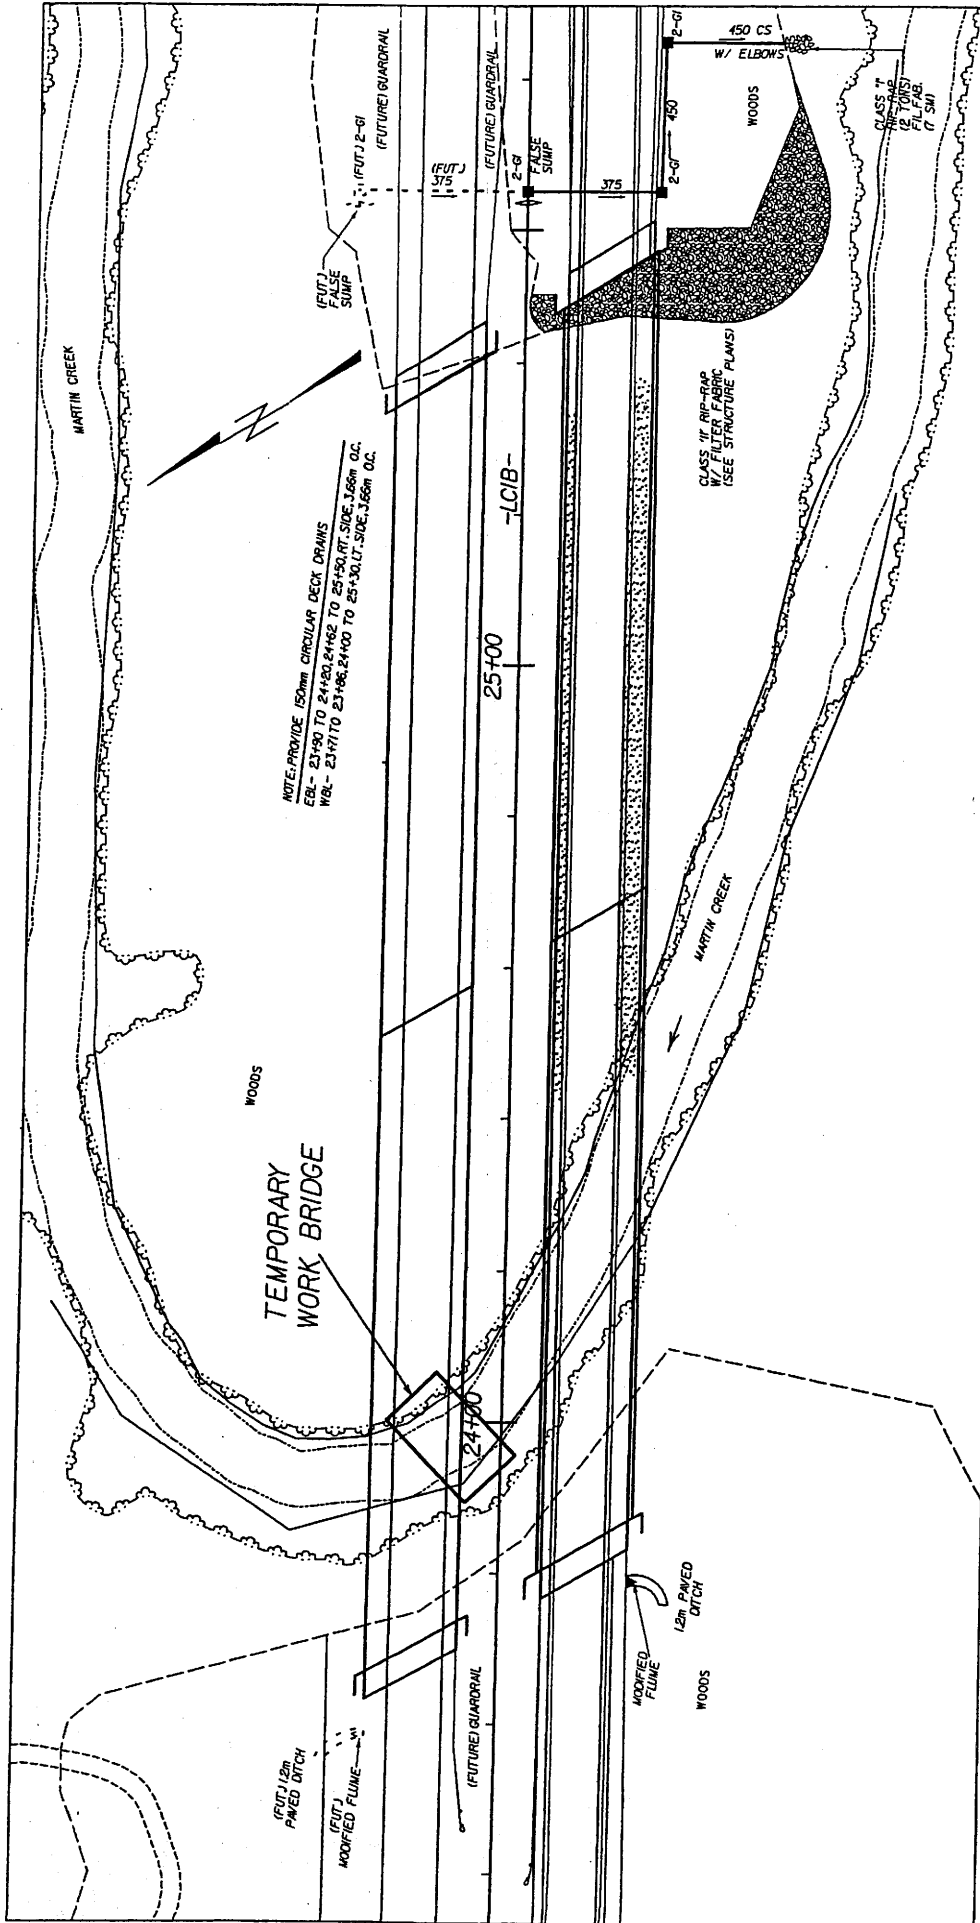 MARTIN CREEK
(FUT.)
FALSE
SUMP
(FUT.) 2-GI
(FUTURE) GUARDRAIL
(FUT.)
375
(FUTURE) GUARDRAIL
2-GI
FALSE
SUMP
375
2-GI
450
2-GI
450 CS
W/ ELBOWS
WOODS
CLASS "I"
RIP-RAP
(2 TONS)
FIL. FAB.
(7 SM)
N
NOTE: PROVIDE 150mm CIRCULAR DECK DRAINS
EBL- 23+90 TO 24+20, 24+62 TO 25+50, RT. SIDE, 3.66m O.C.
WBL- 23+71 TO 23+86, 24+00 TO 25+30, LT. SIDE, 3.66m O.C.
-LC1B-
25+00
CLASS "II" RIP-RAP
W/ FILTER FABRIC
(SEE STRUCTURE PLANS)
MARTIN CREEK
WOODS
TEMPORARY
WORK BRIDGE
24+00
(FUT.) 1.2m
PAVED DITCH
(FUT.)
MODIFIED FLUME
(FUTURE) GUARDRAIL
MODIFIED
FLUME
1.2m PAVED
DITCH
WOODS